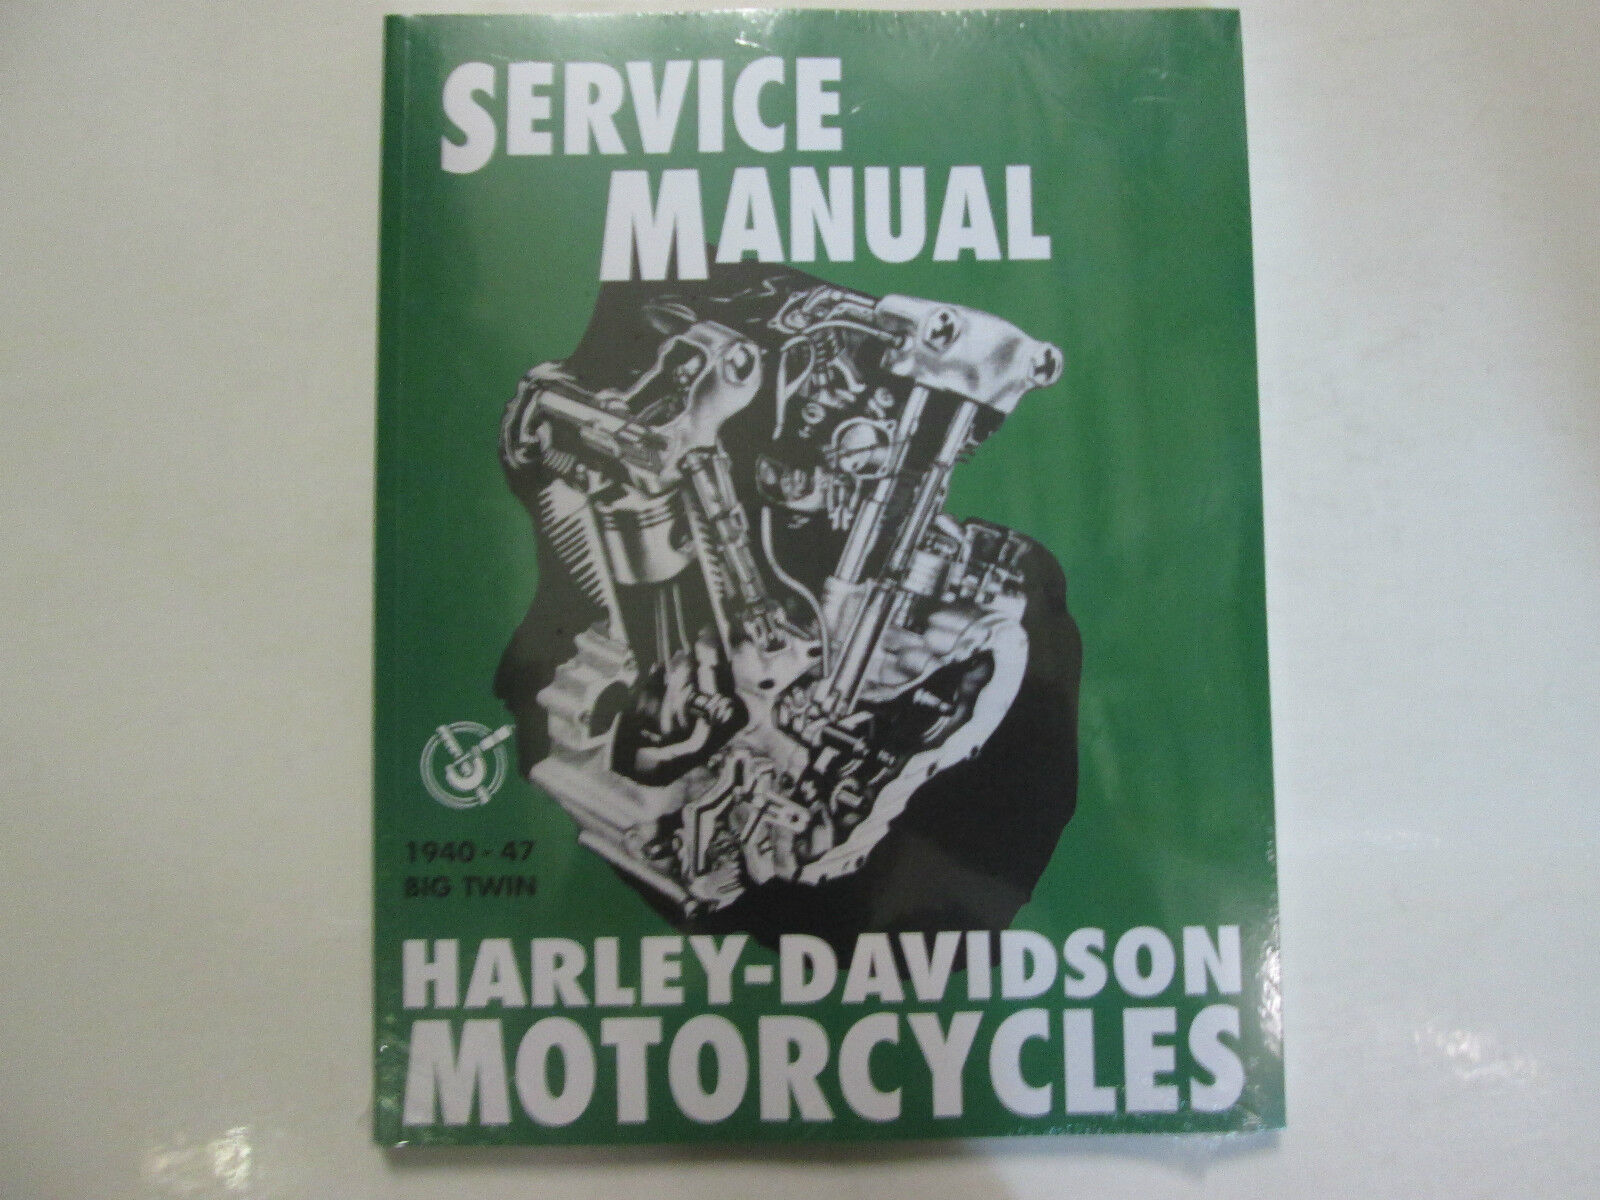 SERVICE
MANUAL
1940 - 47
BIG TWIN
HARLEY-DAVIDSON
MOTORCYCLES